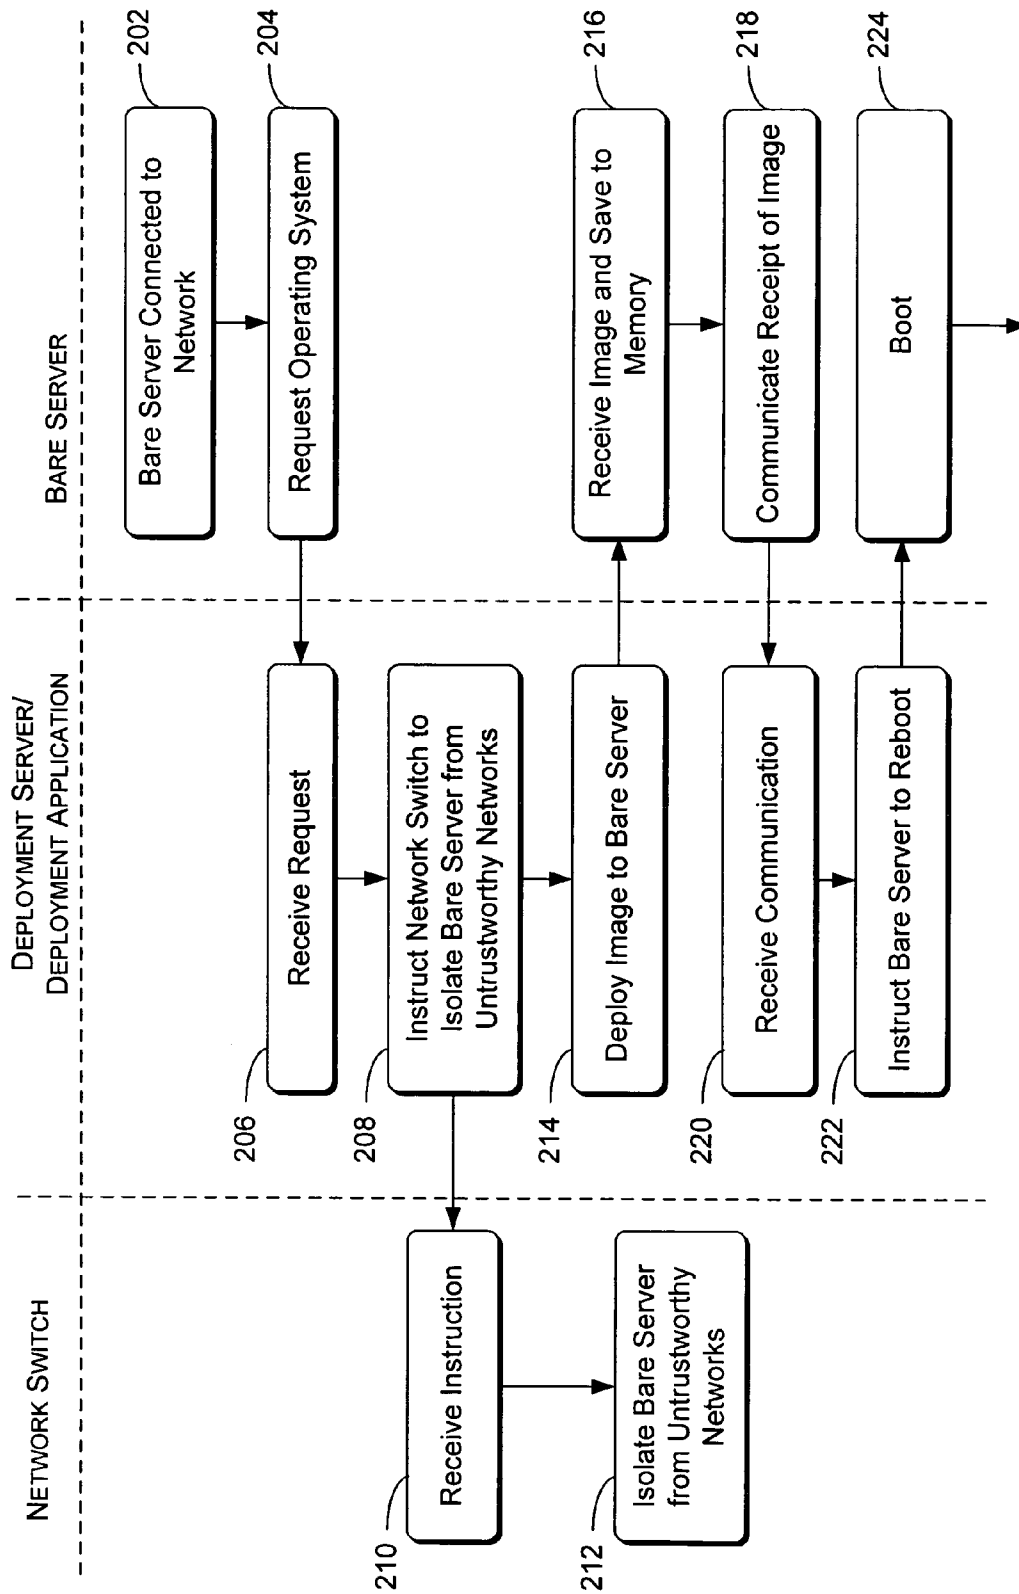 NETWORK SWITCH
DEPLOYMENT SERVER/
DEPLOYMENT APPLICATION
BARE SERVER
202
Bare Server Connected to
Network
204
Request Operating System
206
Receive Request
208
Instruct Network Switch to
Isolate Bare Server from
Untrustworthy Networks
210
Receive Instruction
212
Isolate Bare Server
from Untrustworthy
Networks
214
Deploy Image to Bare Server
216
Receive Image and Save to
Memory
218
Communicate Receipt of Image
220
Receive Communication
222
Instruct Bare Server to Reboot
224
Boot